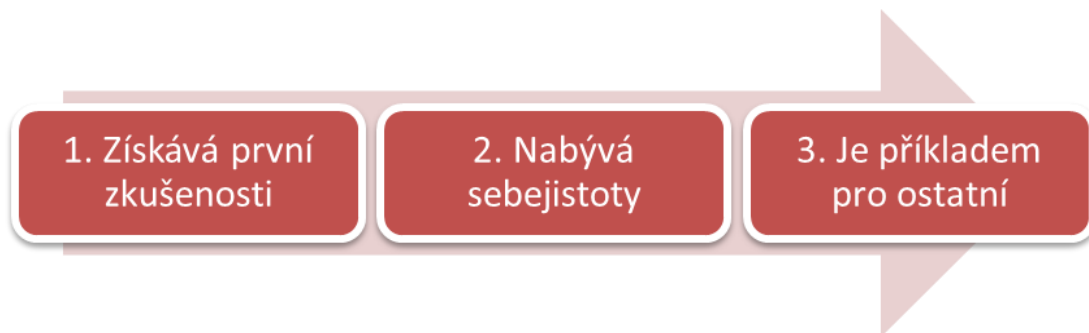 1. Získává první
zkušenosti
2. Nabývá
sebejistoty
3. Je příkladem
pro ostatní